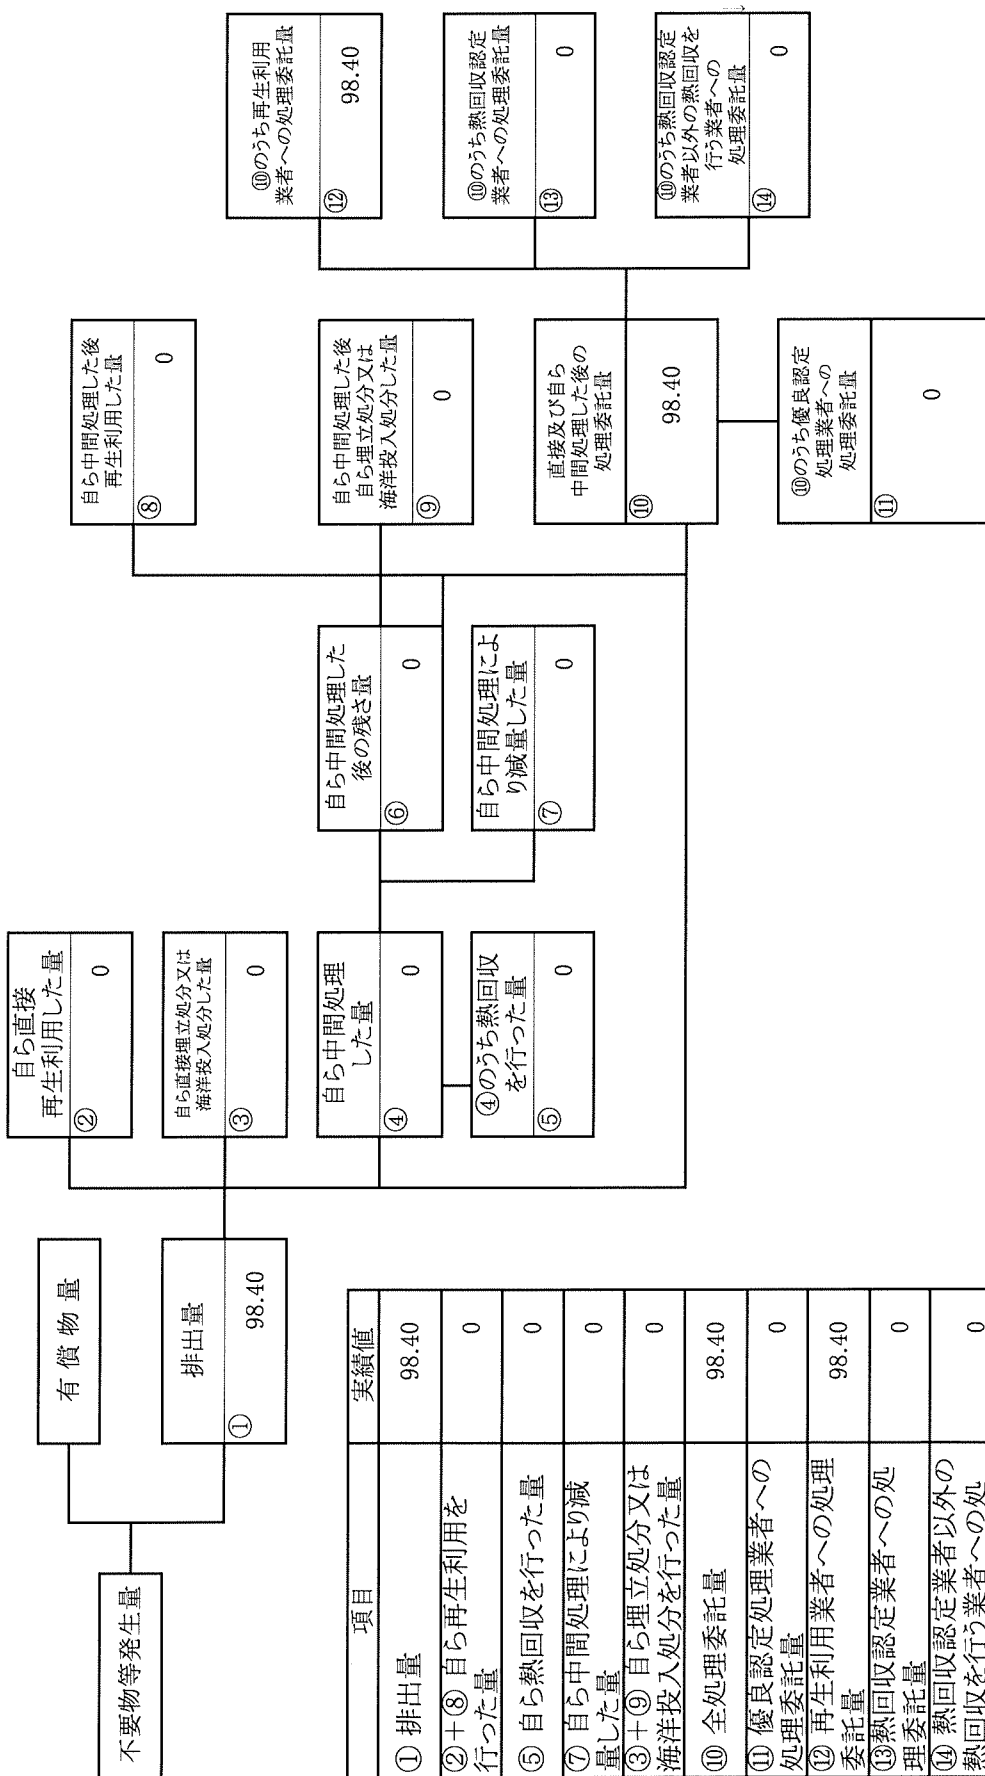 不要物等発生量
有償物量
排出量
①
98.40
自ら直接
再生利用した量
②
0
自ら直接埋立処分又は
海洋投入処分した量
③
0
自ら中間処理
した量
④
0
④のうち熱回収
を行った量
⑤
0
自ら中間処理した
後の残さ量
⑥
0
自ら中間処理によ
り減量した量
⑦
0
自ら中間処理した後
再生利用した量
⑧
0
自ら中間処理した後
自ら埋立処分又は
海洋投入処分した量
⑨
0
直接及び自ら
中間処理した後の
処理委託量
⑩
98.40
⑩のうち優良認定
処理業者への
処理委託量
⑪
0
⑩のうち再生利用
業者への処理委託量
⑫
98.40
⑩のうち熱回収認定
業者への処理委託量
⑬
0
⑩のうち熱回収認定
業者以外の熱回収を
行う業者への
処理委託量
⑭
0
項目 実績値
① 排出量 98.40
②+⑧ 自ら再生利用を
行った量 0
⑤ 自ら熱回収を行った量 0
⑦ 自ら中間処理により減
量した量 0
③+⑨ 自ら埋立処分又は
海洋投入処分を行った量 0
⑩ 全処理委託量 98.40
⑪ 優良認定処理業者への
処理委託量 0
⑫ 再生利用業者への処理
委託量 98.40
⑬熱回収認定業者への処
理委託量 0
⑭ 熱回収認定業者以外の
熱回収を行う業者への処 0